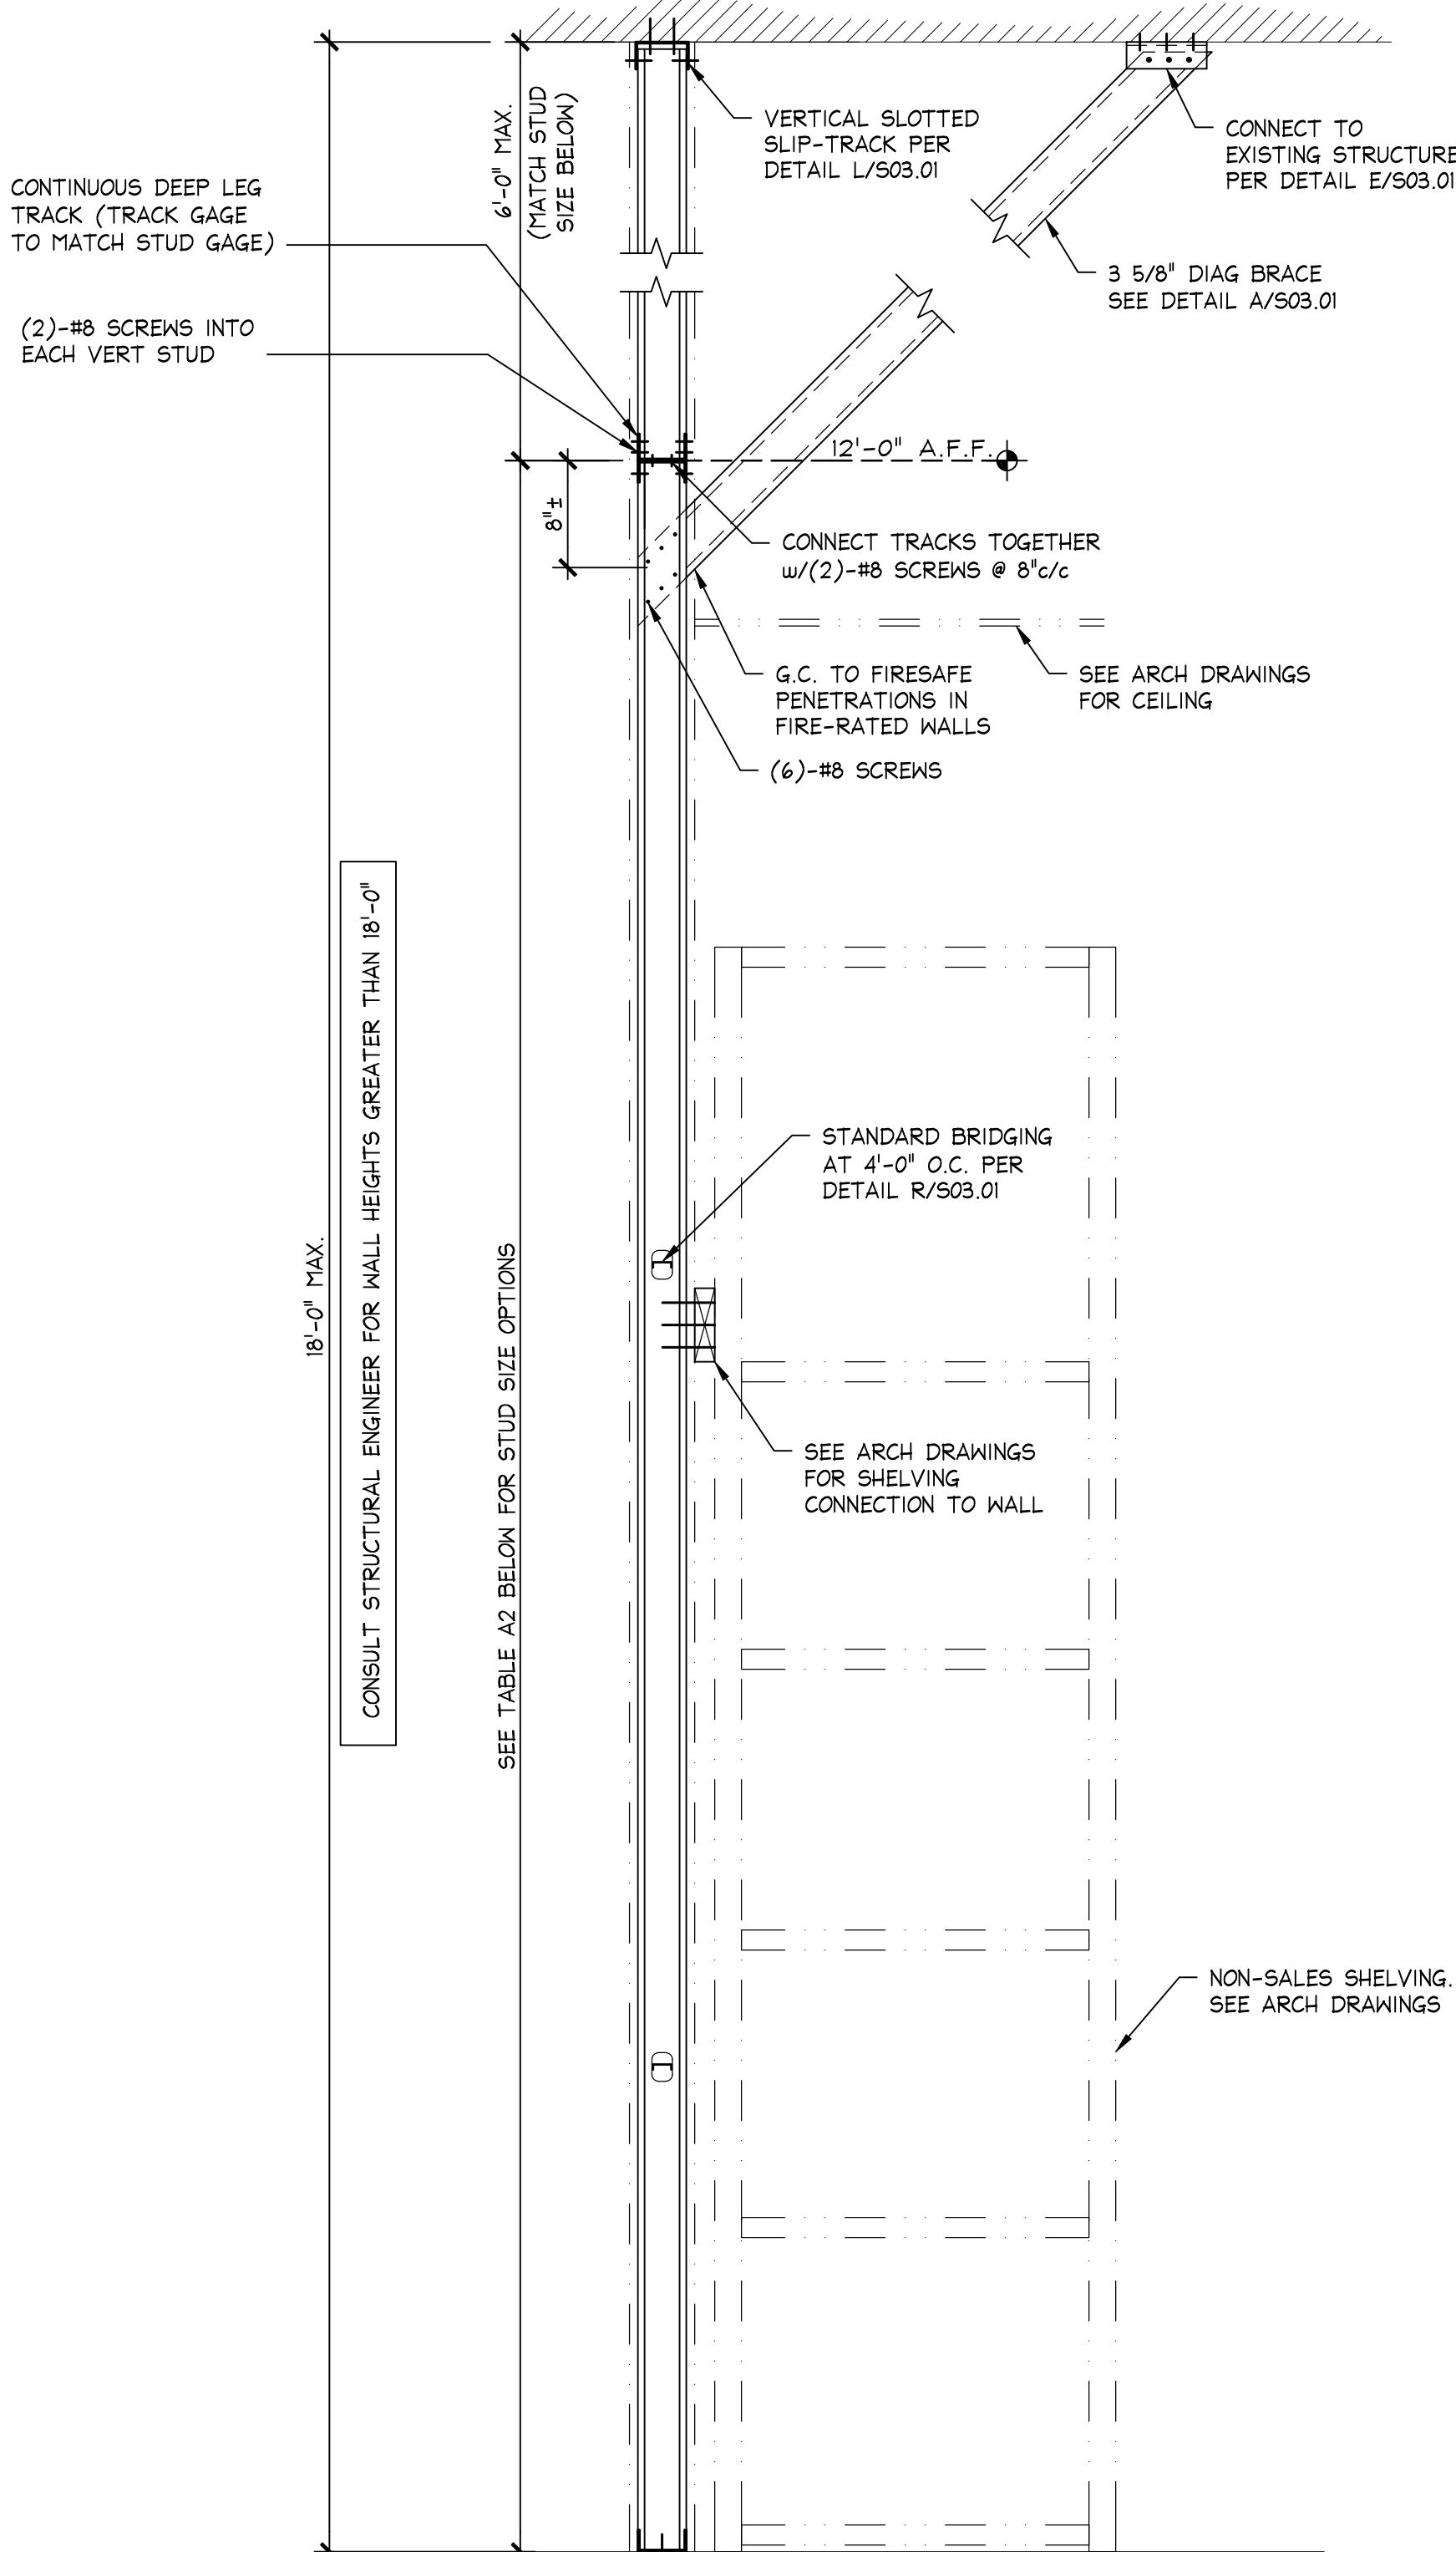 6'-0" MAX.
(MATCH STUD
SIZE BELOW)
VERTICAL SLOTTED
SLIP-TRACK PER
DETAIL L/S03.01
CONNECT TO
EXISTING STRUCTURE
PER DETAIL E/S03.01
CONTINUOUS DEEP LEG
TRACK (TRACK GAGE
TO MATCH STUD GAGE)
3 5/8" DIAG BRACE
SEE DETAIL A/S03.01
(2)-#8 SCREWS INTO
EACH VERT STUD
12'-0" A.F.F.
8"±
CONNECT TRACKS TOGETHER
w/(2)-#8 SCREWS @ 8"c/c
G.C. TO FIRESAFE
PENETRATIONS IN
FIRE-RATED WALLS
SEE ARCH DRAWINGS
FOR CEILING
(6)-#8 SCREWS
18'-0" MAX.
CONSULT STRUCTURAL ENGINEER FOR WALL HEIGHTS GREATER THAN 18'-0"
SEE TABLE A2 BELOW FOR STUD SIZE OPTIONS
STANDARD BRIDGING
AT 4'-0" O.C. PER
DETAIL R/S03.01
SEE ARCH DRAWINGS
FOR SHELVING
CONNECTION TO WALL
NON-SALES SHELVING.
SEE ARCH DRAWINGS